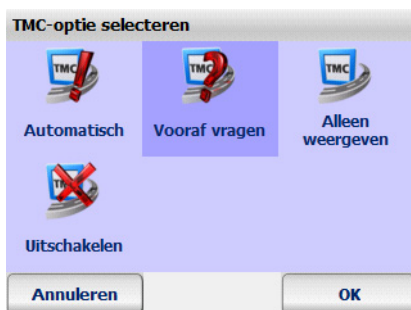 TMC-optie selecteren
TMC TMC TMC
Automatisch Vooraf vragen Alleen
weergeven
TMC
Uitschakelen
Annuleren OK